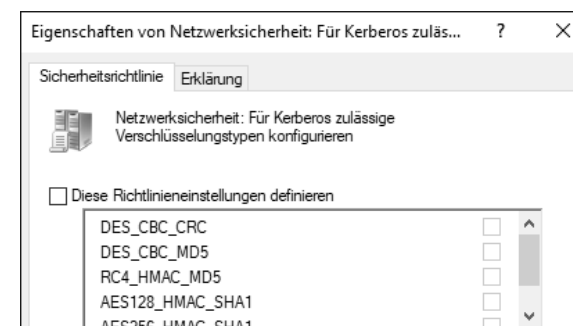 Eigenschaften von Netzwerksicherheit: Für Kerberos zuläs... ? ×
Sicherheitsrichtlinie Erklärung
Netzwerksicherheit: Für Kerberos zulässige
Verschlüsselungstypen konfigurieren
Diese Richtlinieneinstellungen definieren
DES_CBC_CRC
DES_CBC_MD5
RC4_HMAC_MD5
AES128_HMAC_SHA1
AES256_HMAC_SHA1